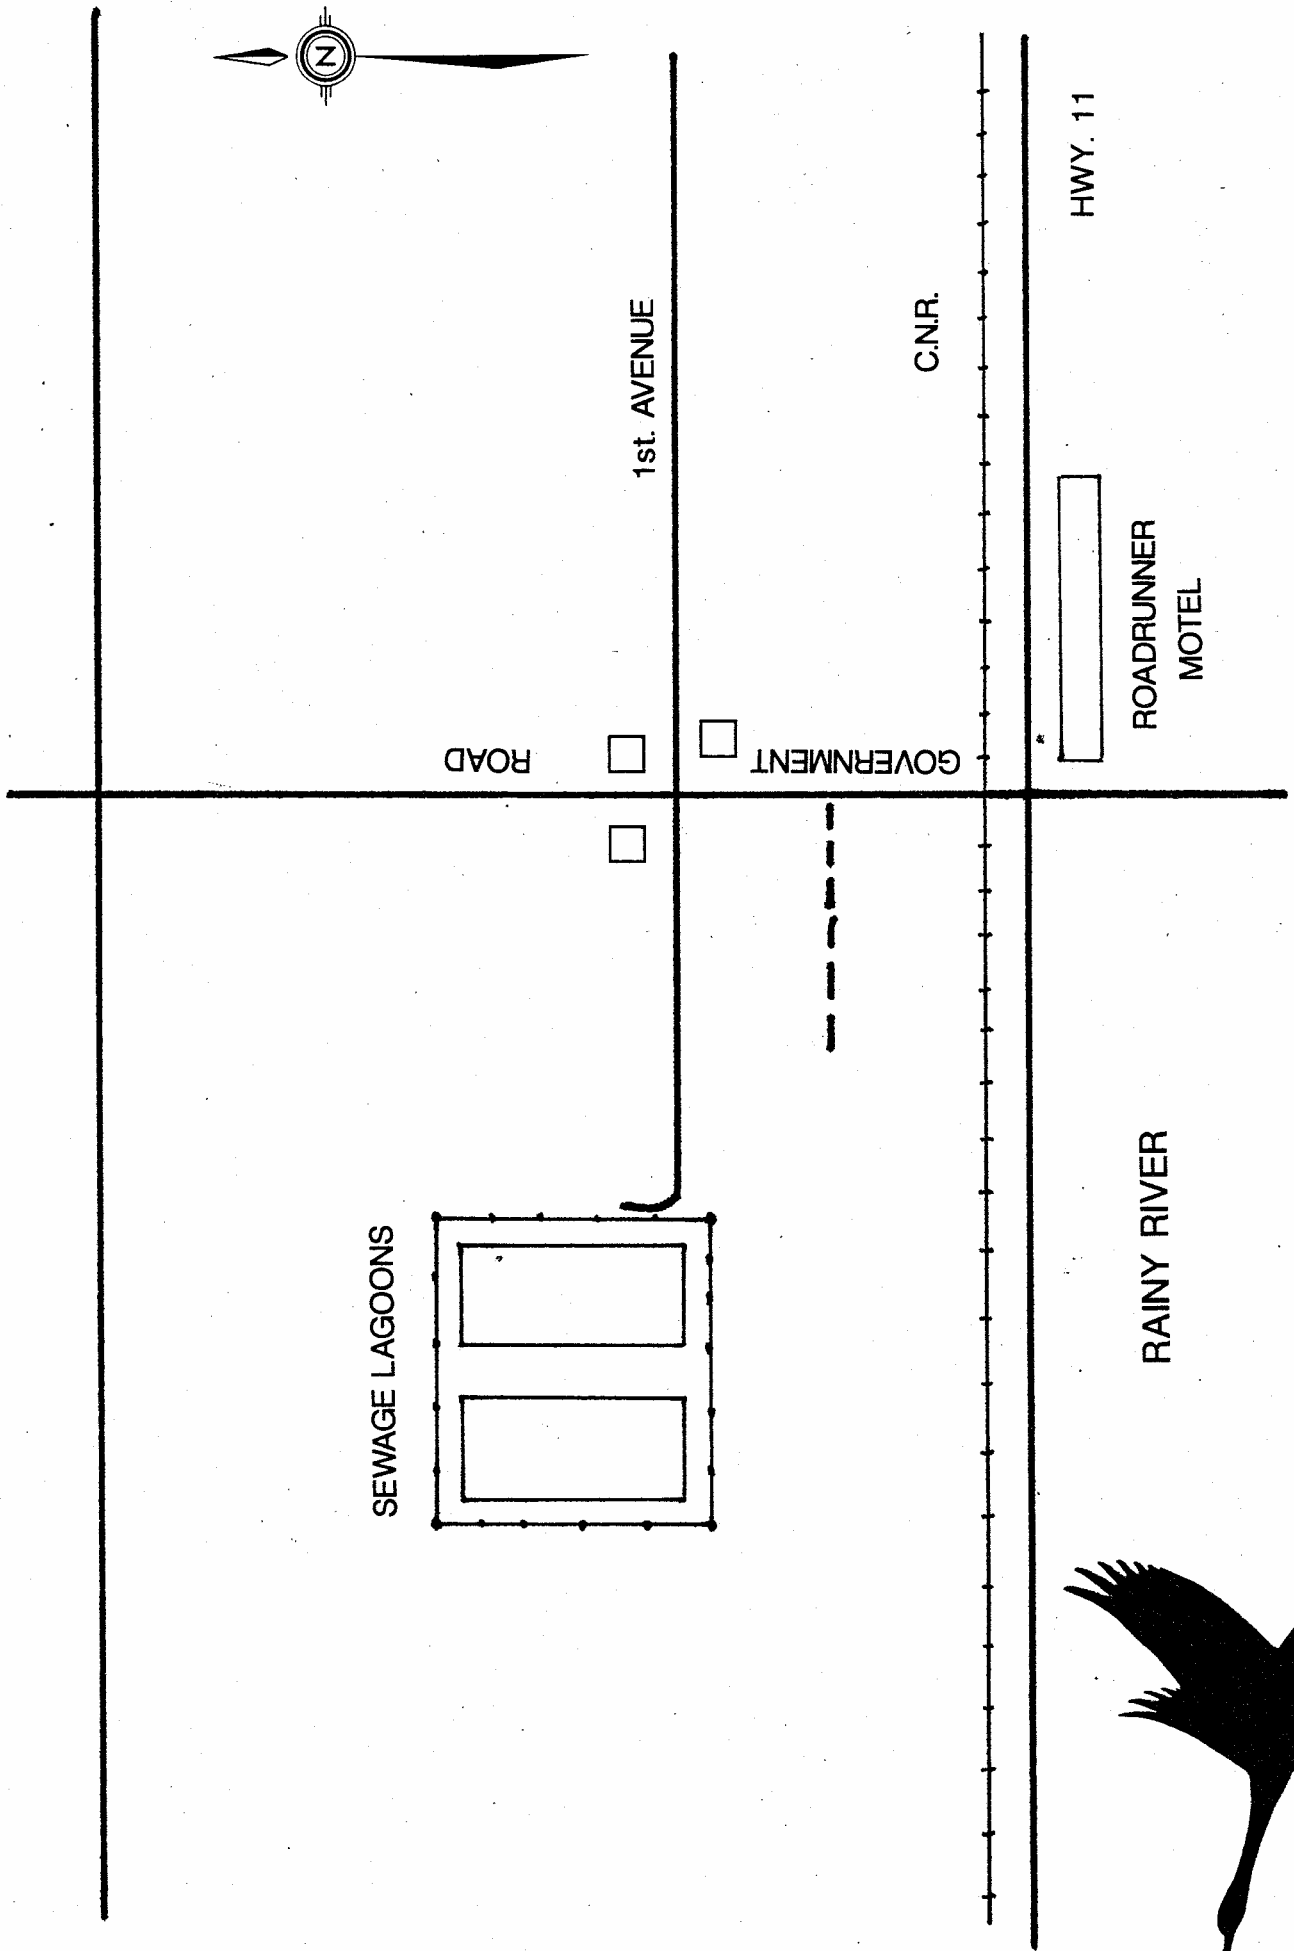 N
1st. AVENUE
C.N.R.
HWY. 11
ROAD
GOVERNMENT
ROADRUNNER
MOTEL
SEWAGE LAGOONS
RAINY RIVER